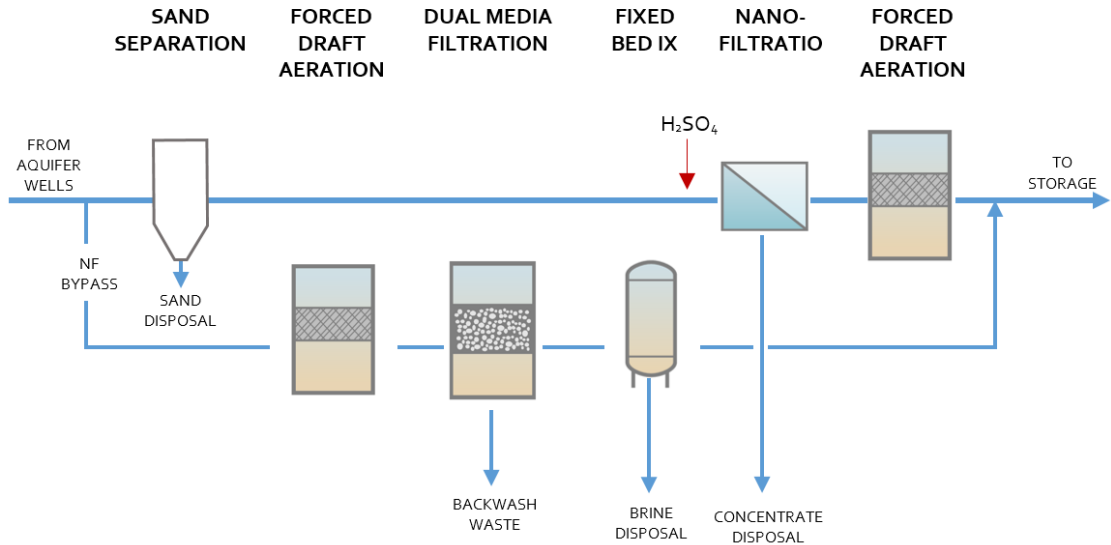 SAND
SEPARATION
FORCED
DRAFT
AERATION
DUAL MEDIA
FILTRATION
FIXED
BED IX
NANO-
FILTRATIO
FORCED
DRAFT
AERATION
FROM
AQUIFER
WELLS
H₂SO₄
TO
STORAGE
NF
BYPASS
SAND
DISPOSAL
BACKWASH
WASTE
BRINE
DISPOSAL
CONCENTRATE
DISPOSAL